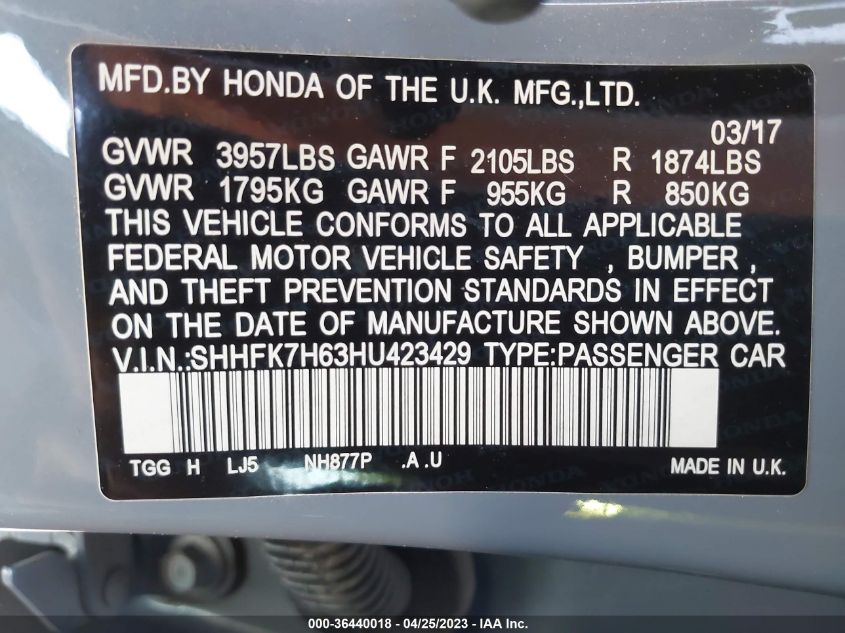 MFD.BY HONDA OF THE U.K. MFG.,LTD.
03/17
GVWR 3957LBS GAWR F 2105LBS R 1874LBS
GVWR 1795KG GAWR F 955KG R 850KG
THIS VEHICLE CONFORMS TO ALL APPLICABLE
FEDERAL MOTOR VEHICLE SAFETY , BUMPER ,
AND THEFT PREVENTION STANDARDS IN EFFECT
ON THE DATE OF MANUFACTURE SHOWN ABOVE.
V.I.N.:SHHFK7H63HU423429 TYPE:PASSENGER CAR
TGG H LJ5 NH877P .A .U MADE IN U.K.
000-36440018 - 04/25/2023 - IAA Inc.